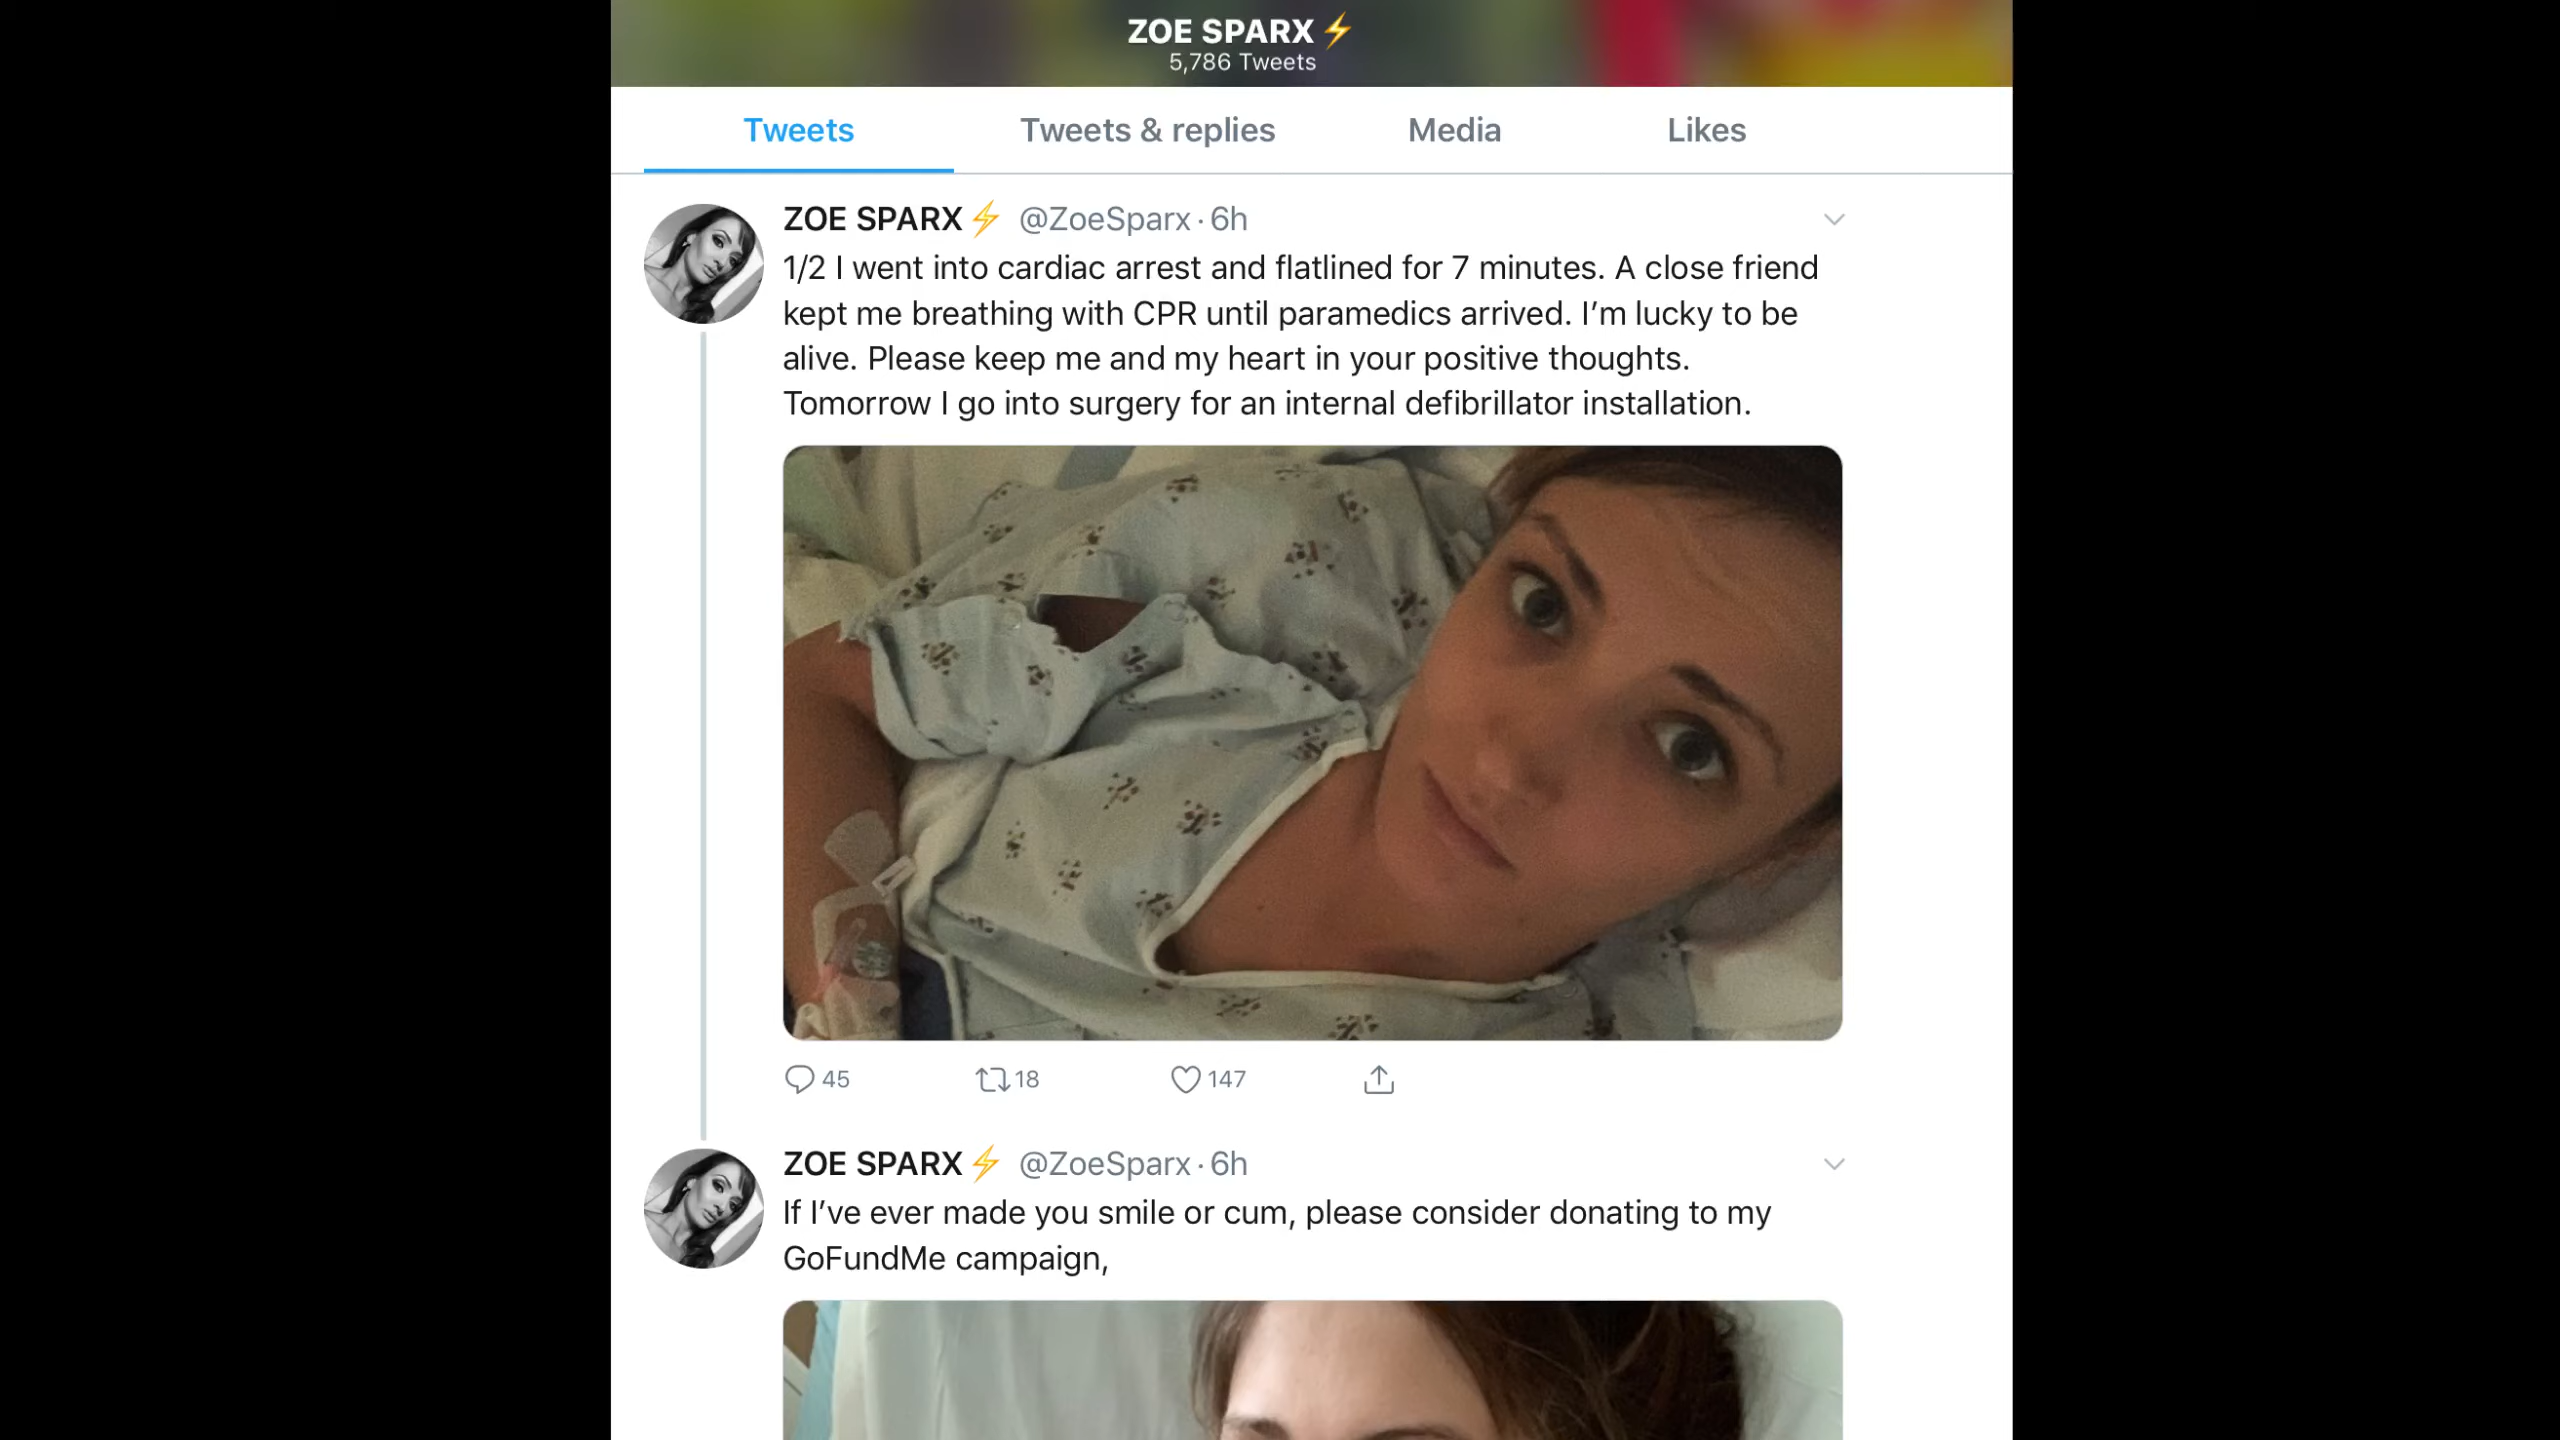 ZOE SPARX⚡
5,786 Tweets
Tweets Tweets & replies Media Likes
ZOE SPARX⚡ @ZoeSparx · 6h
1/2 I went into cardiac arrest and flatlined for 7 minutes. A close friend
kept me breathing with CPR until paramedics arrived. I’m lucky to be
alive. Please keep me and my heart in your positive thoughts.
Tomorrow I go into surgery for an internal defibrillator installation.
45 18 147
ZOE SPARX⚡ @ZoeSparx · 6h
If I’ve ever made you smile or cum, please consider donating to my
GoFundMe campaign,